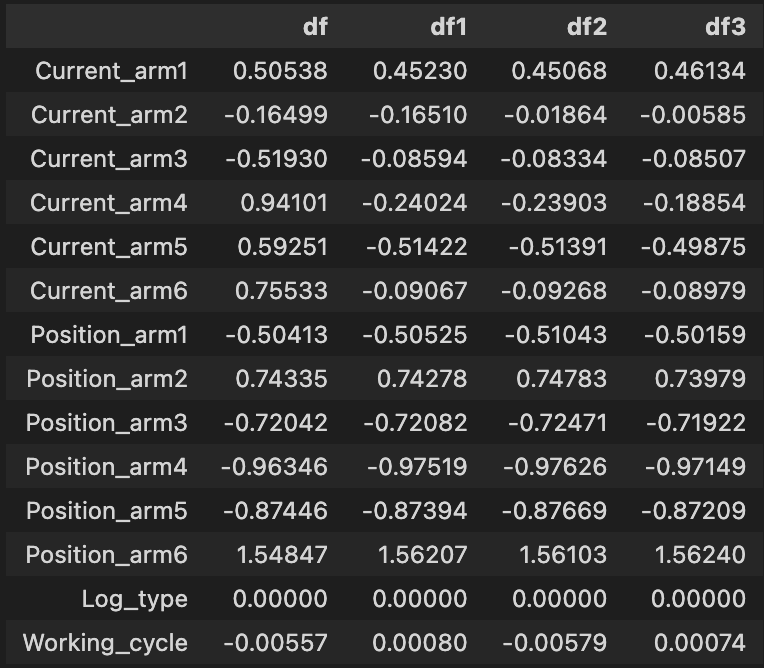 df df1 df2 df3
Current_arm1 0.50538 0.45230 0.45068 0.46134
Current_arm2 -0.16499 -0.16510 -0.01864 -0.00585
Current_arm3 -0.51930 -0.08594 -0.08334 -0.08507
Current_arm4 0.94101 -0.24024 -0.23903 -0.18854
Current_arm5 0.59251 -0.51422 -0.51391 -0.49875
Current_arm6 0.75533 -0.09067 -0.09268 -0.08979
Position_arm1 -0.50413 -0.50525 -0.51043 -0.50159
Position_arm2 0.74335 0.74278 0.74783 0.73979
Position_arm3 -0.72042 -0.72082 -0.72471 -0.71922
Position_arm4 -0.96346 -0.97519 -0.97626 -0.97149
Position_arm5 -0.87446 -0.87394 -0.87669 -0.87209
Position_arm6 1.54847 1.56207 1.56103 1.56240
Log_type 0.00000 0.00000 0.00000 0.00000
Working_cycle -0.00557 0.00080 -0.00579 0.00074